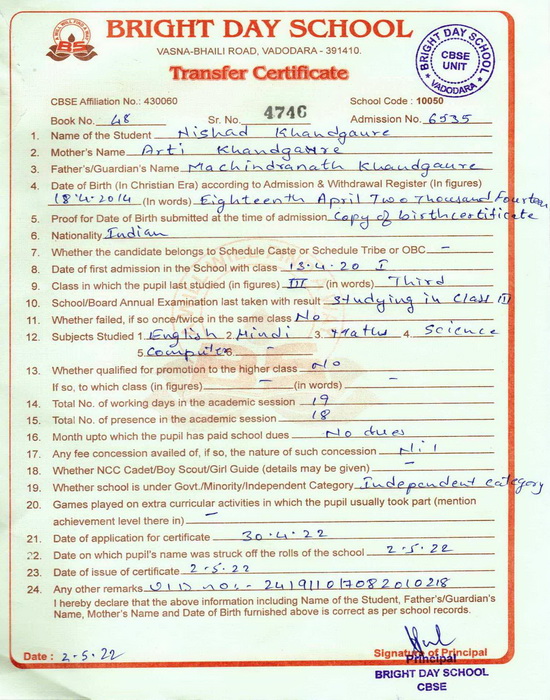 BRIGHT DAY SCHOOL
VASNA-BHAILI ROAD, VADODARA - 391410.
Transfer Certificate
BRIGHT DAY SCHOOL
CBSE
UNIT
VADODARA
CBSE Affiliation No.: 430060 School Code : 10050
Book No. 48 Sr. No. 4746 Admission No. 6535
1. Name of the Student Nishad Khandgaure
2. Mother's Name Arti Khandgaure
3. Father's/Guardian's Name Machindranath Khandgaure
4. Date of Birth (In Christian Era) according to Admission & Withdrawal Register (In figures)
18.4.2014 (In words) Eighteenth April Two Thousand Fourteen
5. Proof for Date of Birth submitted at the time of admission Copy of birth certificate
6. Nationality Indian
7. Whether the candidate belongs to Schedule Caste or Schedule Tribe or OBC –
8. Date of first admission in the School with class 13.4.20 I
9. Class in which the pupil last studied (in figures) III (in words) Third
10. School/Board Annual Examination last taken with result Studying in Class III
11. Whether failed, if so once/twice in the same class No
12. Subjects Studied 1. English 2. Hindi 3. Maths 4. Science
5. Computer 6. –
13. Whether qualified for promotion to the higher class No
If so, to which class (in figures) – (in words) –
14. Total No. of working days in the academic session 19
15. Total No. of presence in the academic session 18
16. Month upto which the pupil has paid school dues No dues
17. Any fee concession availed of, if so, the nature of such concession Nil
18. Whether NCC Cadet/Boy Scout/Girl Guide (details may be given) –
19. Whether school is under Govt./Minority/Independent Category Independent category
20. Games played on extra curricular activities in which the pupil usually took part (mention
achievement level there in) –
21. Date of application for certificate 30.4.22
22. Date on which pupil's name was struck off the rolls of the school 2.5.22
23. Date of issue of certificate 2.5.22
24. Any other remarks UID no.- 241911017082010218
I hereby declare that the above information including Name of the Student, Father's/Guardian's
Name, Mother's Name and Date of Birth furnished above is correct as per school records.
Date : 2.5.22 Signature of Principal
Principal
BRIGHT DAY SCHOOL
CBSE